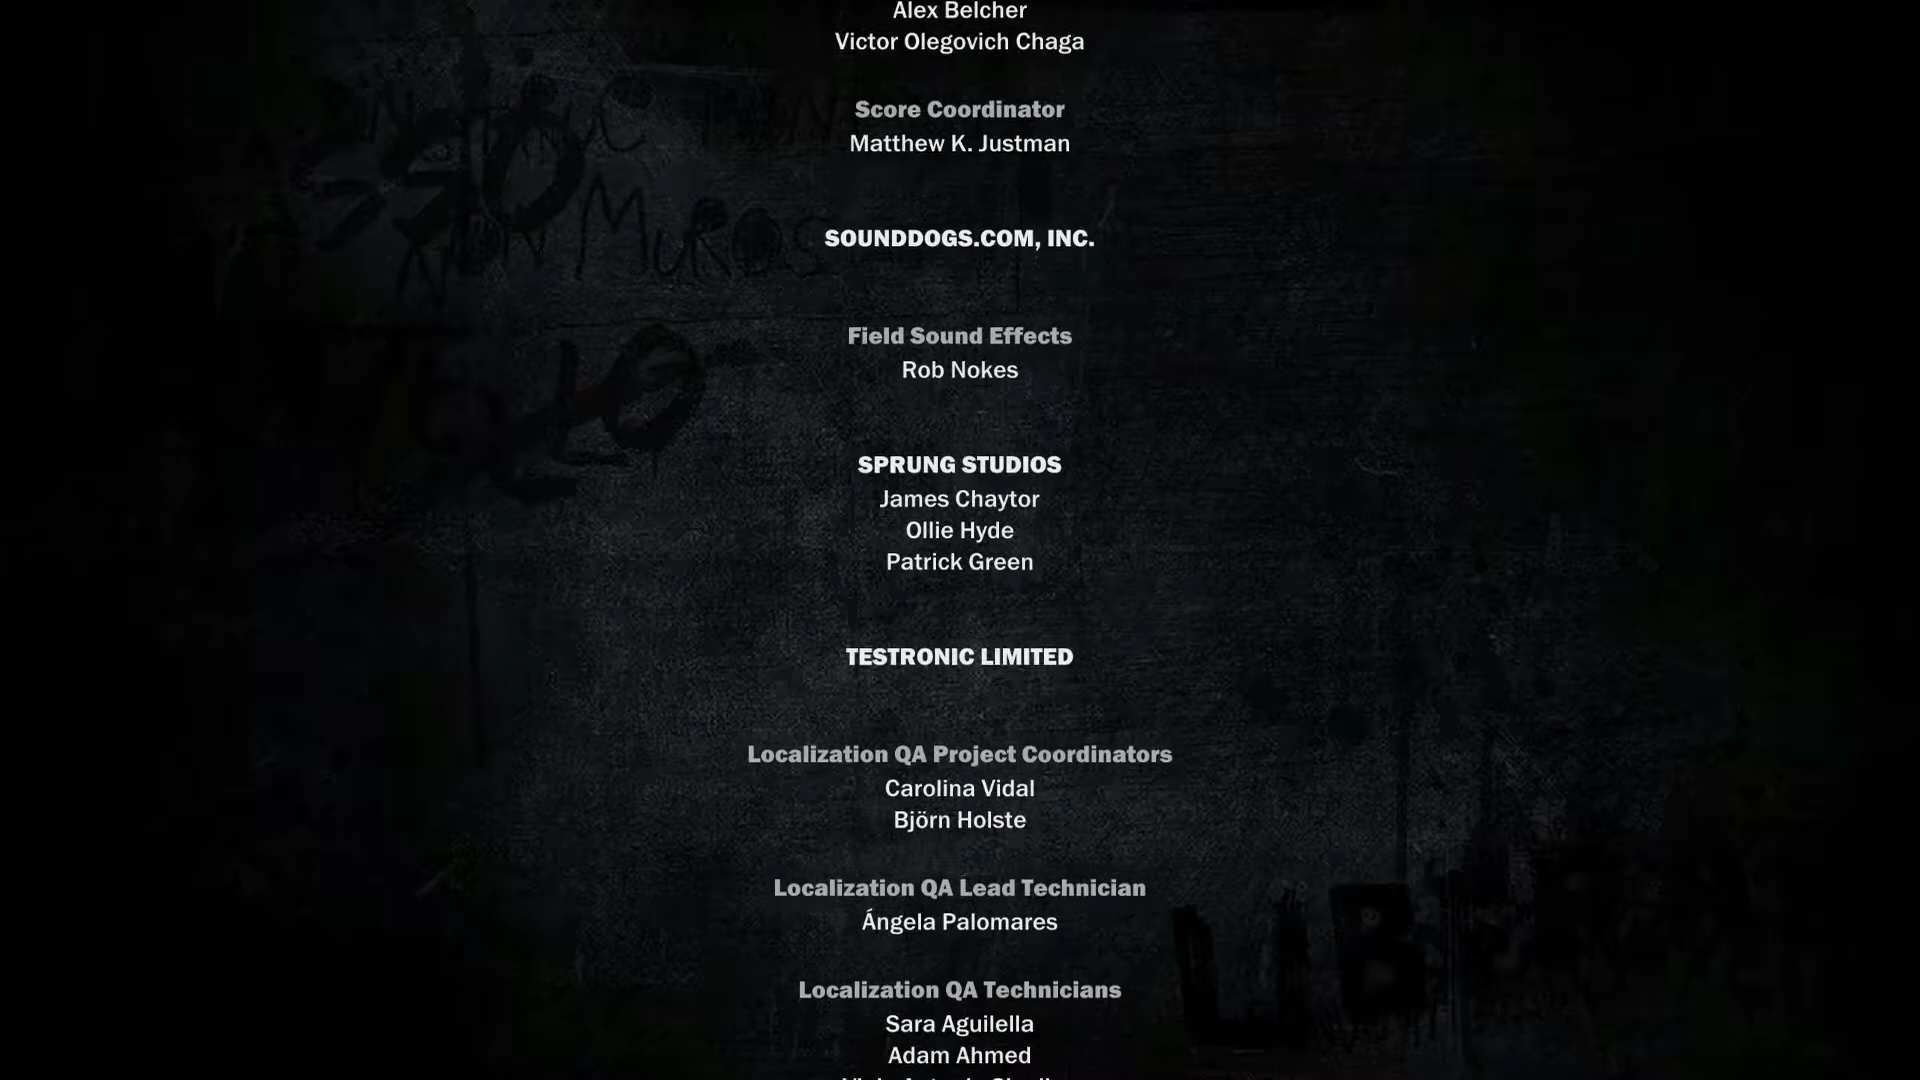 Alex Belcher
Victor Olegovich Chaga
Score Coordinator
Matthew K. Justman
SOUNDDOGS.COM, INC.
Field Sound Effects
Rob Nokes
SPRUNG STUDIOS
James Chaytor
Ollie Hyde
Patrick Green
TESTRONIC LIMITED
Localization QA Project Coordinators
Carolina Vidal
Björn Holste
Localization QA Lead Technician
Ángela Palomares
Localization QA Technicians
Sara Aguilella
Adam Ahmed